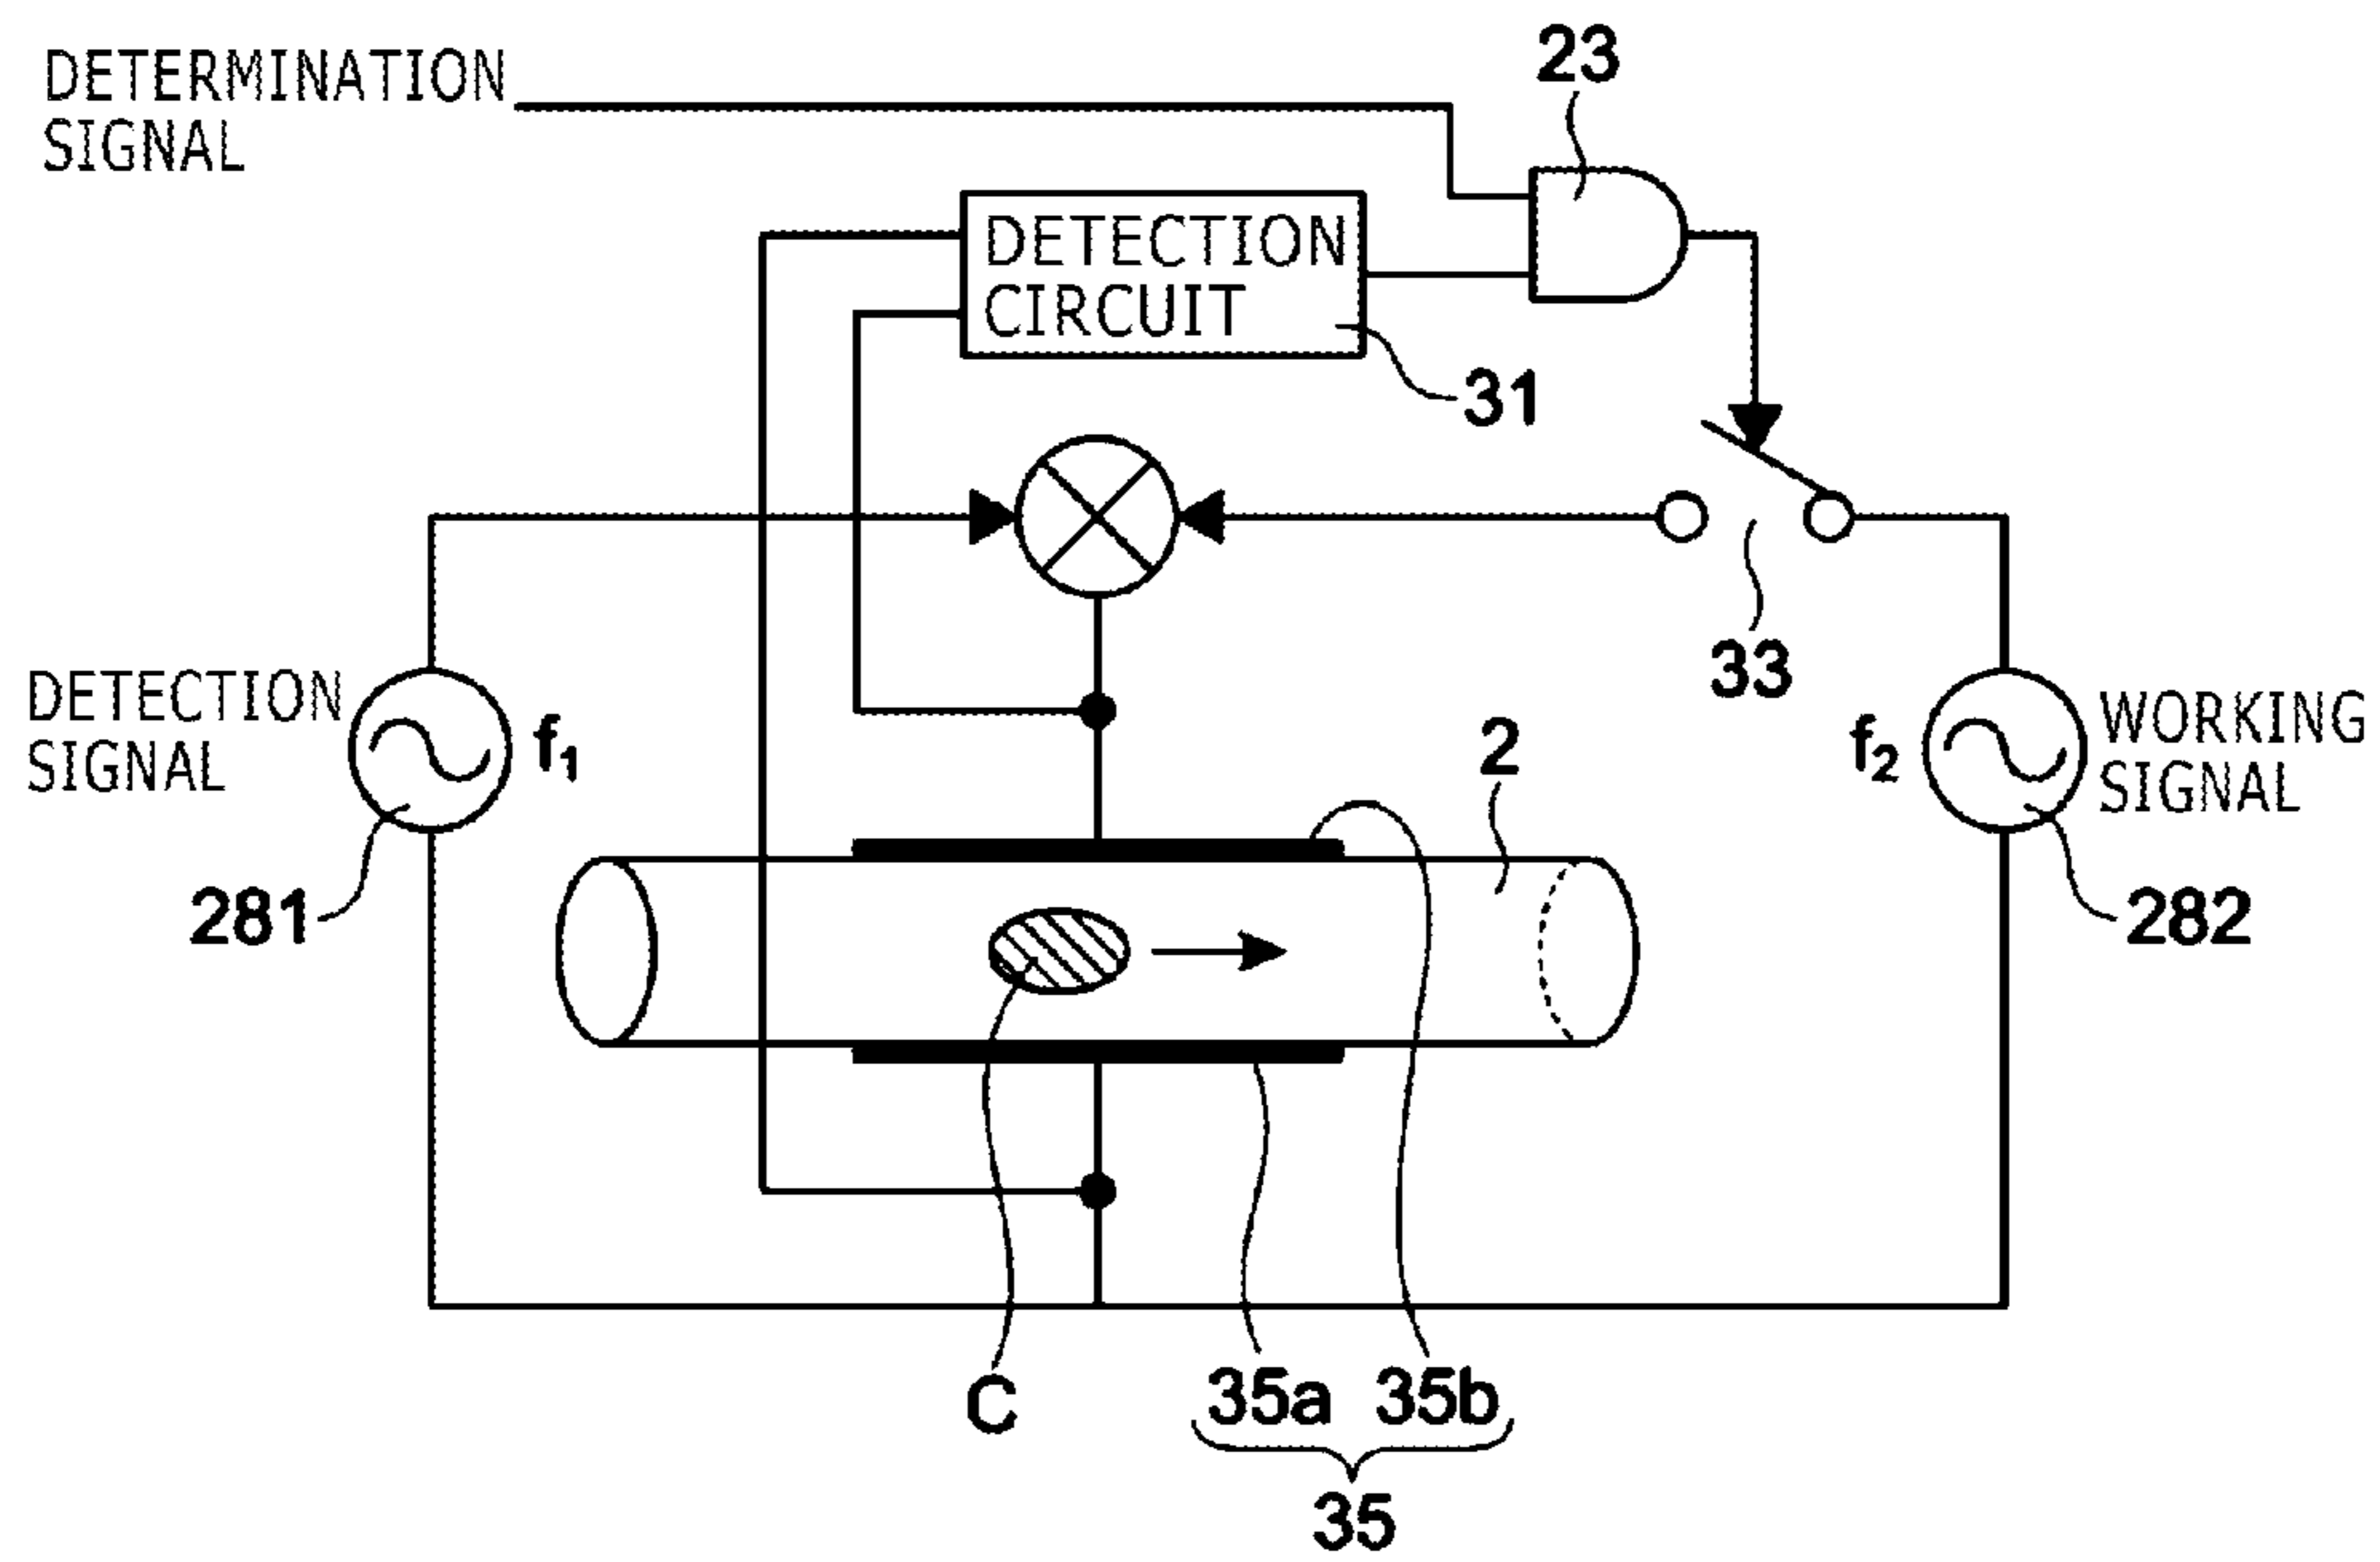 DETERMINATION
SIGNAL
23
DETECTION
CIRCUIT
31
33
DETECTION
SIGNAL
f1
2
f2
WORKING
SIGNAL
281
282
C
35a
35b
35